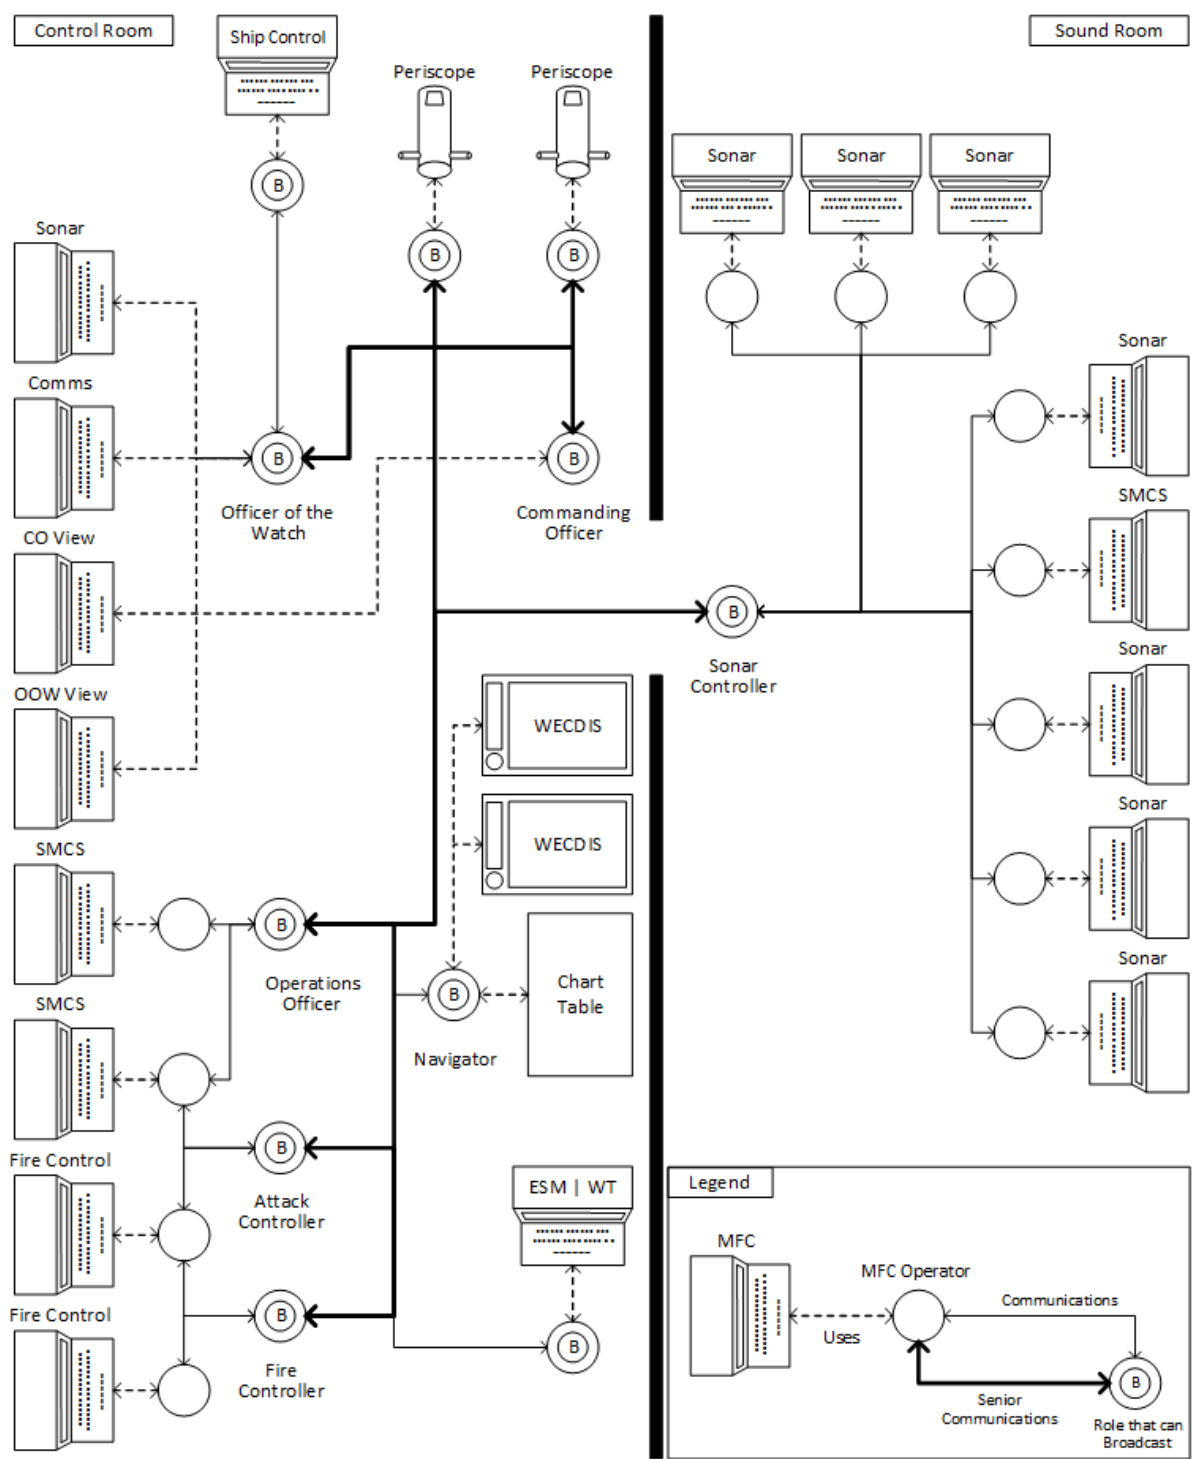 Control Room
Ship Control
Periscope
Periscope
Sound Room
Sonar
Sonar
Sonar
B
B
B
Sonar
Sonar
Comms
B
B
Officer of the
Watch
Commanding
Officer
SMCS
CO View
B
Sonar
Controller
Sonar
OOW View
WECDIS
WECDIS
Sonar
SMCS
B
Operations
Officer
Chart
Table
B
Navigator
Sonar
SMCS
B
Attack
Controller
Fire Control
ESM | WT
B
Fire
Controller
Fire Control
B
Legend
MFC
MFC Operator
Communications
Uses
B
Senior
Communications
Role that can
Broadcast